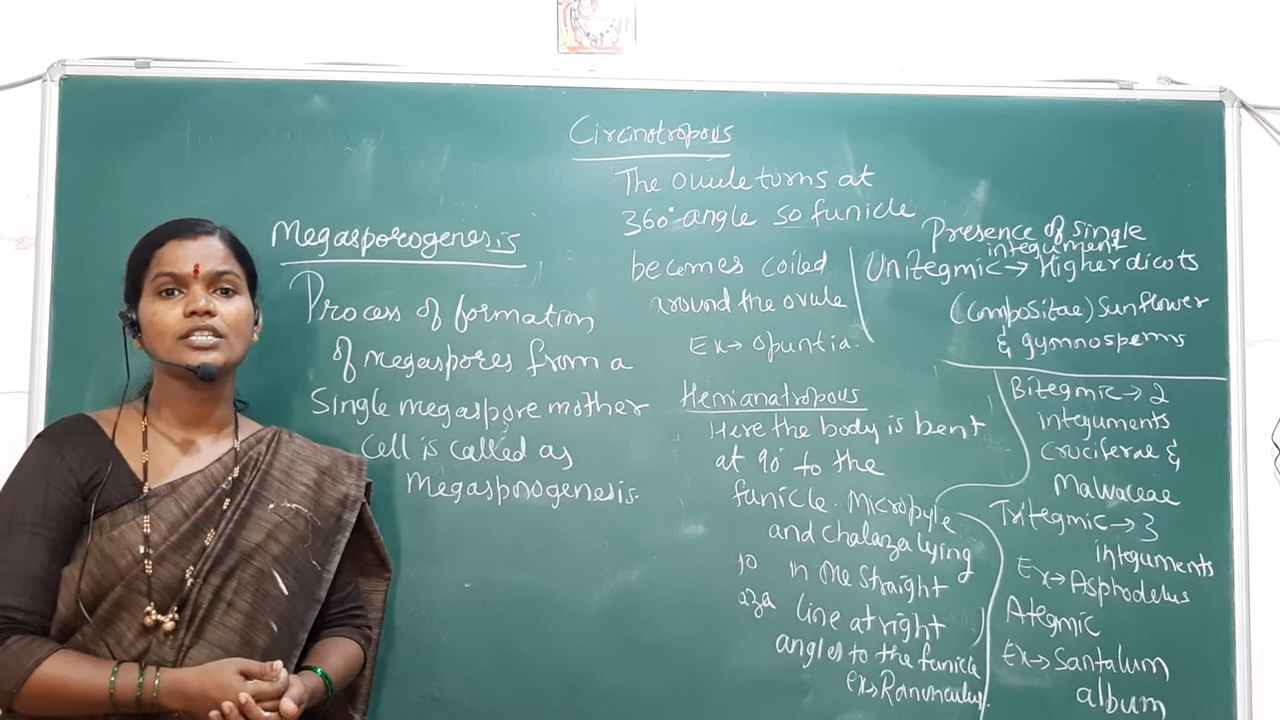 Circinotropous
The Ovule turns at
360° angle so funicle
becomes coiled
around the ovule
Ex→ Opuntia.
Megasporogenesis
Process of formation
of megaspores from a
Single megaspore mother
Cell is called as
Megasporogenesis.
Hemianatropous
Here the body is bent
at 90° to the
funicle. Micropyle
and chalaza lying
in one straight
line at right
angles to the funicle
ex→ Ranunculus.
Presence of single
integument
Unitegmic → Higher dicots
(Compositae) Sunflower
& gymnosperms
Bitegmic → 2
integuments
Cruciferae &
Malvaceae
Tritegmic → 3
integuments
Ex→ Asphodelus
Ategmic
Ex→ Santalum
album